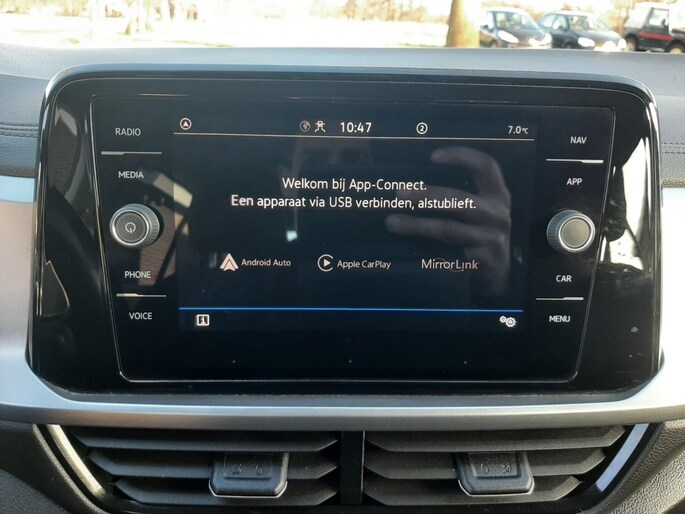 RADIO
MEDIA
PHONE
VOICE
10:47
2
7.0°C
Welkom bij App-Connect.
Een apparaat via USB verbinden, alstublieft.
Android Auto
Apple CarPlay
MirrorLink
NAV
APP
CAR
MENU